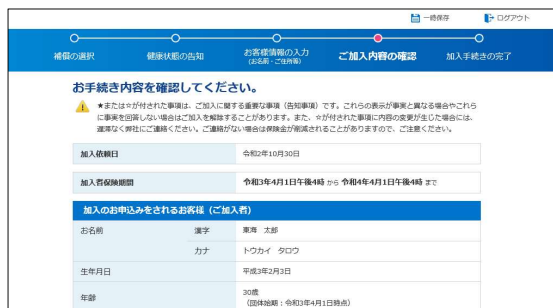 一時保存 ログアウト
補償の選択 健康状態の告知 お客様情報の入力 ご加入内容の確認 加入手続きの完了
(お名前・ご住所等)
お手続き内容を確認してください。
★または☆が付された事項は、ご加入に関する重要な事項（告知事項）です。これらの表示が事実と異なる場合やこれら
に事実を回答しない場合はご加入を解除することがあります。また、☆が付された事項に内容の変更が生じた場合には、
遅滞なく弊社にご連絡ください。ご連絡がない場合は保険金が削減されることがありますので、ご注意ください。
加入依頼日 令和2年10月30日
加入者保険期間 令和3年4月1日午後4時 から 令和4年4月1日午後4時 まで
加入のお申込みをされるお客様（ご加入者）
お名前 漢字 東海 太郎
カナ トウカイ タロウ
生年月日 平成3年2月3日
年齢 30歳
（団体始期：令和3年4月1日時点）